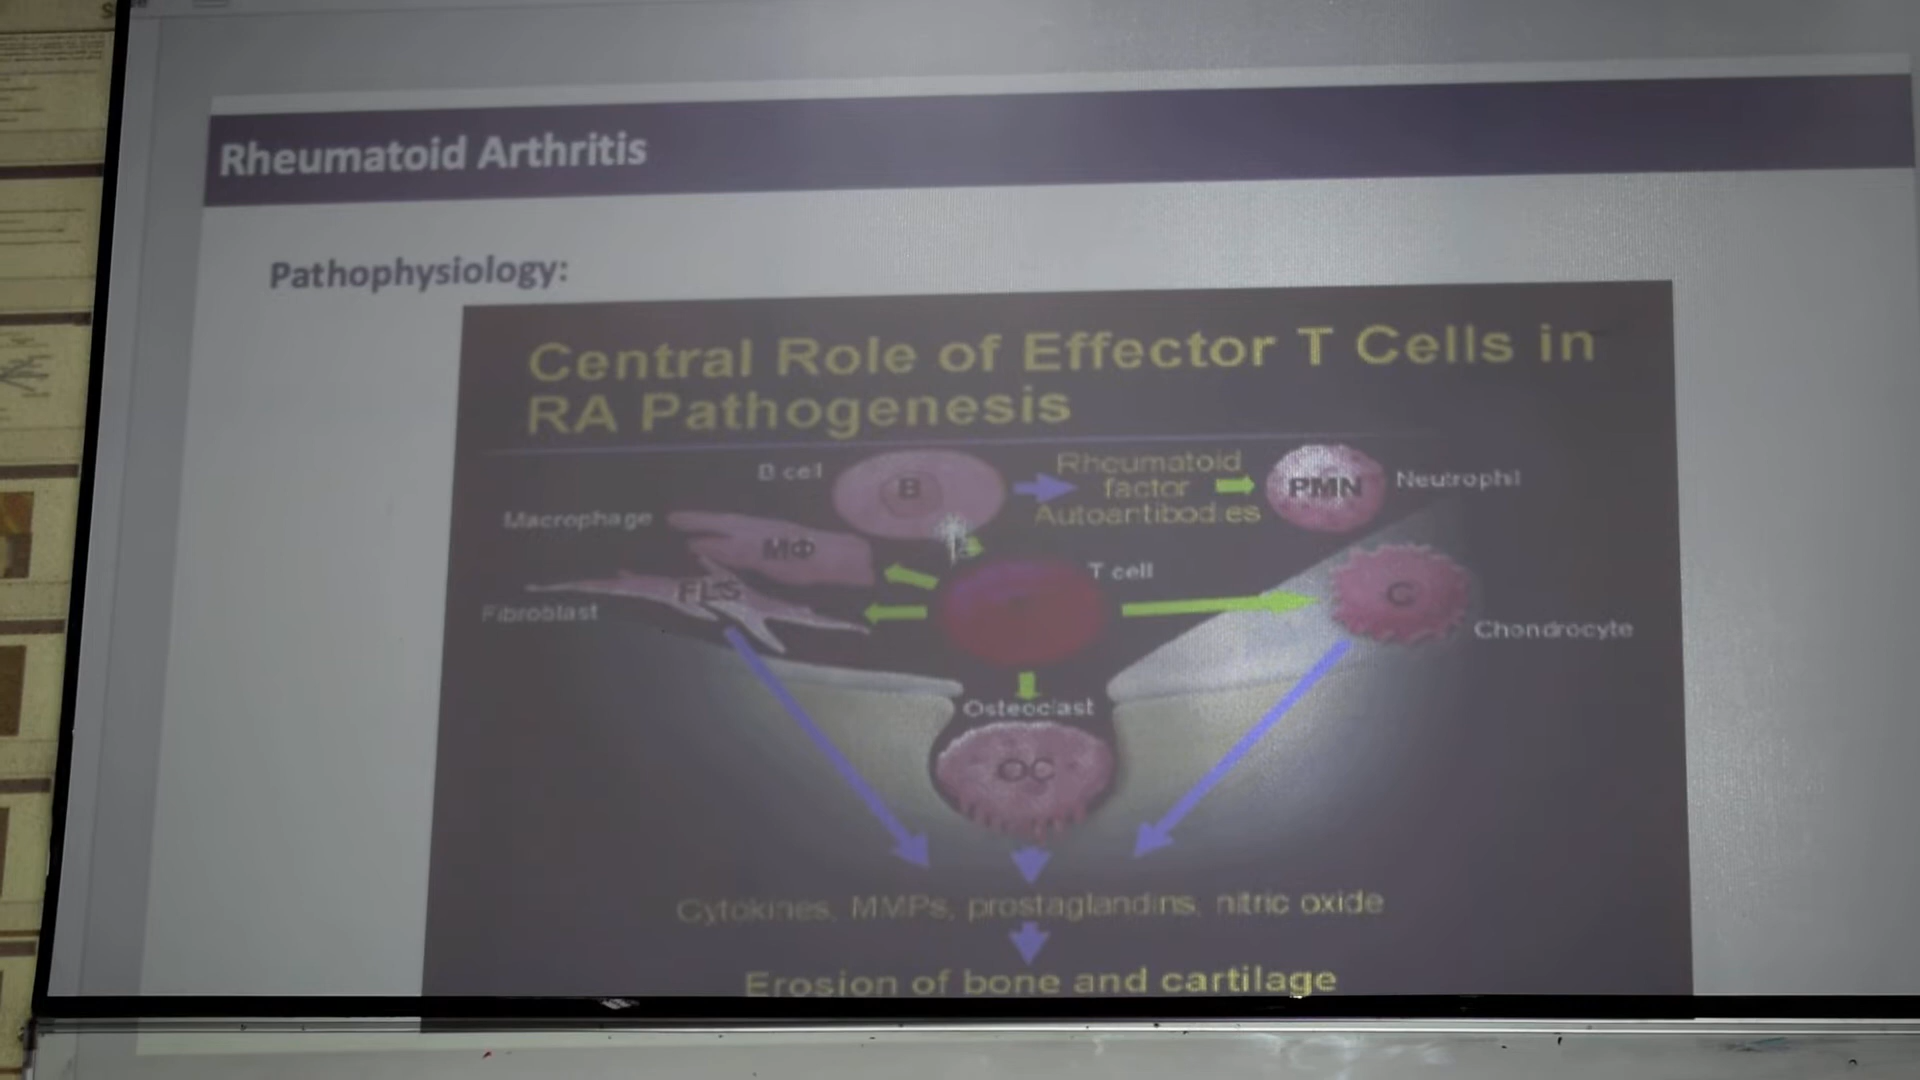 Rheumatoid Arthritis
Pathophysiology:
Central Role of Effector T Cells in
RA Pathogenesis
B cell
B
Rheumatoid
factor
Autoantibodies
PMN
Neutrophil
Macrophage
MΦ
T cell
FLS
Fibroblast
C
Chondrocyte
Osteoclast
OC
Cytokines, MMPs, prostaglandins, nitric oxide
Erosion of bone and cartilage